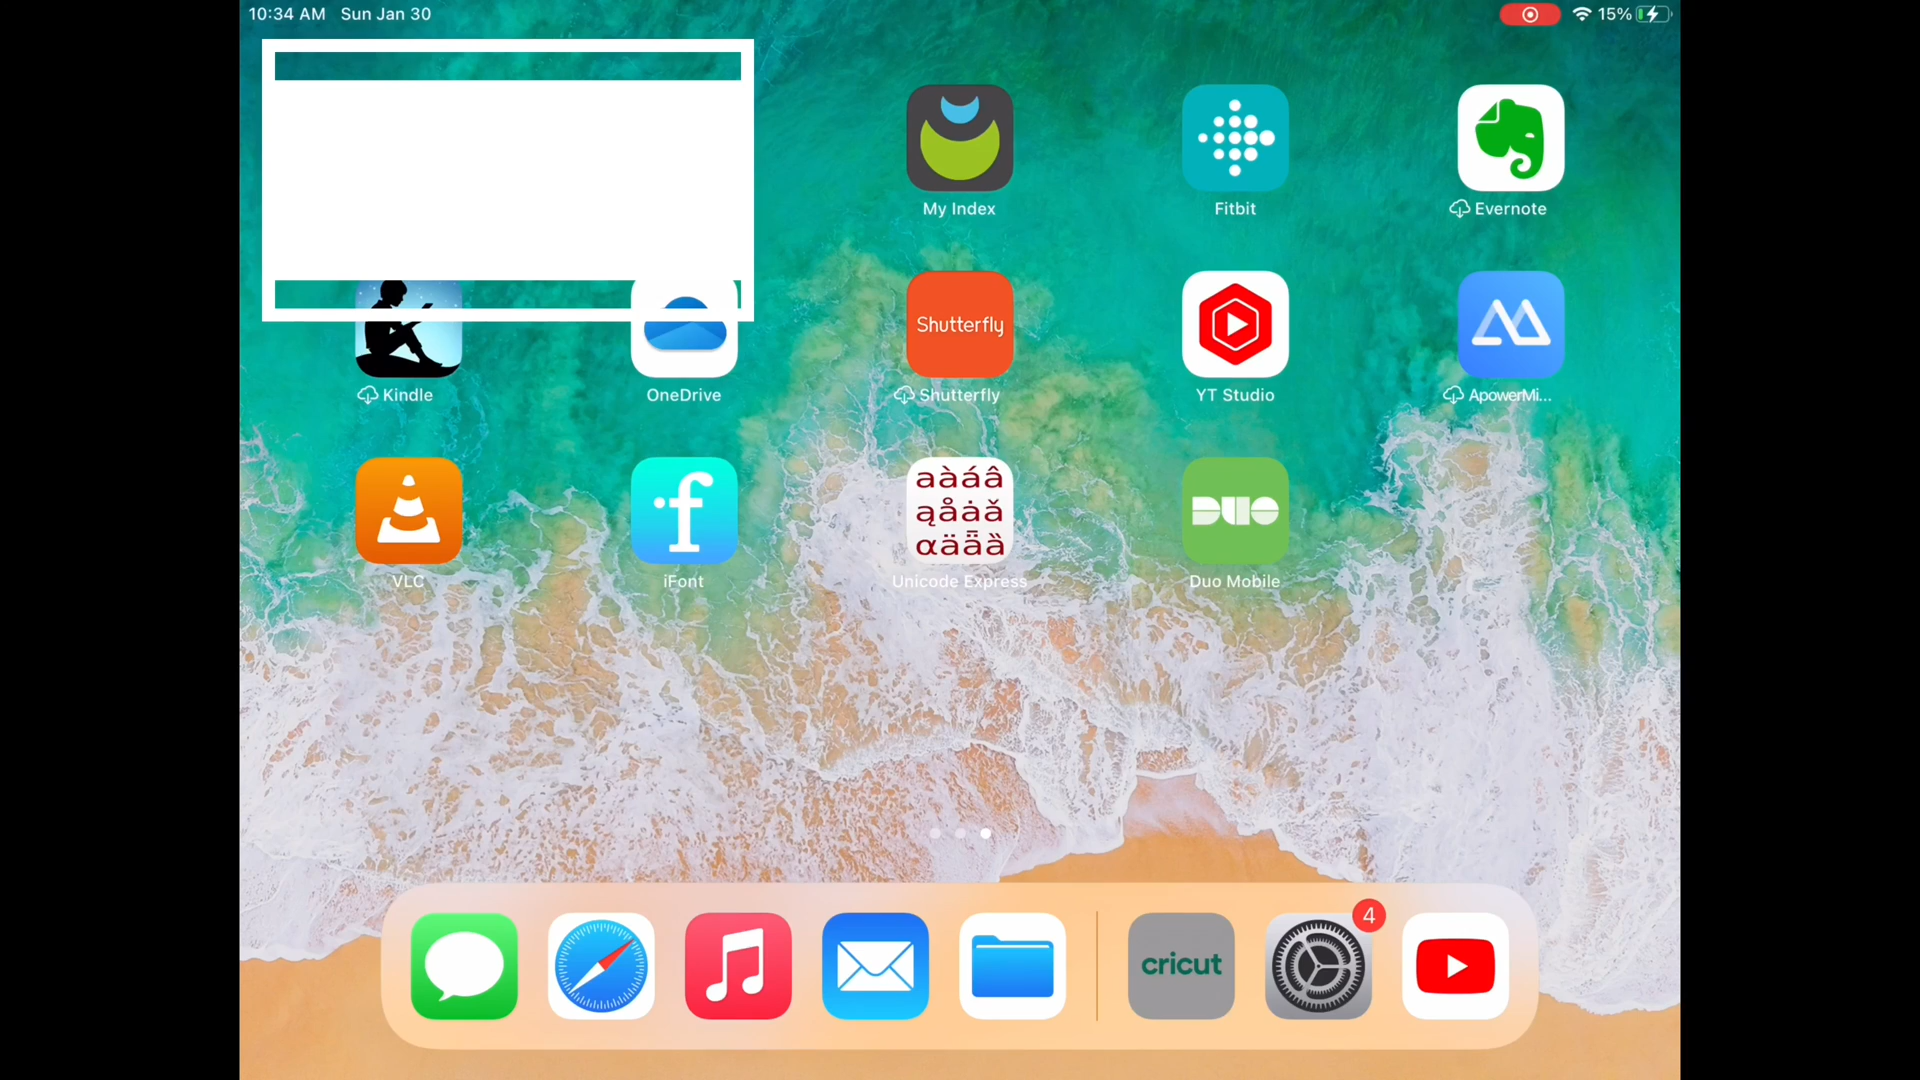 10:34 AM Sun Jan 30
15%
My Index
Fitbit
Evernote
Shutterfly
Kindle
OneDrive
Shutterfly
YT Studio
ApowerMi...
aàáâ
ąåȧǎ
αäǟȁ
DUO
VLC
iFont
Unicode Express
Duo Mobile
cricut
4